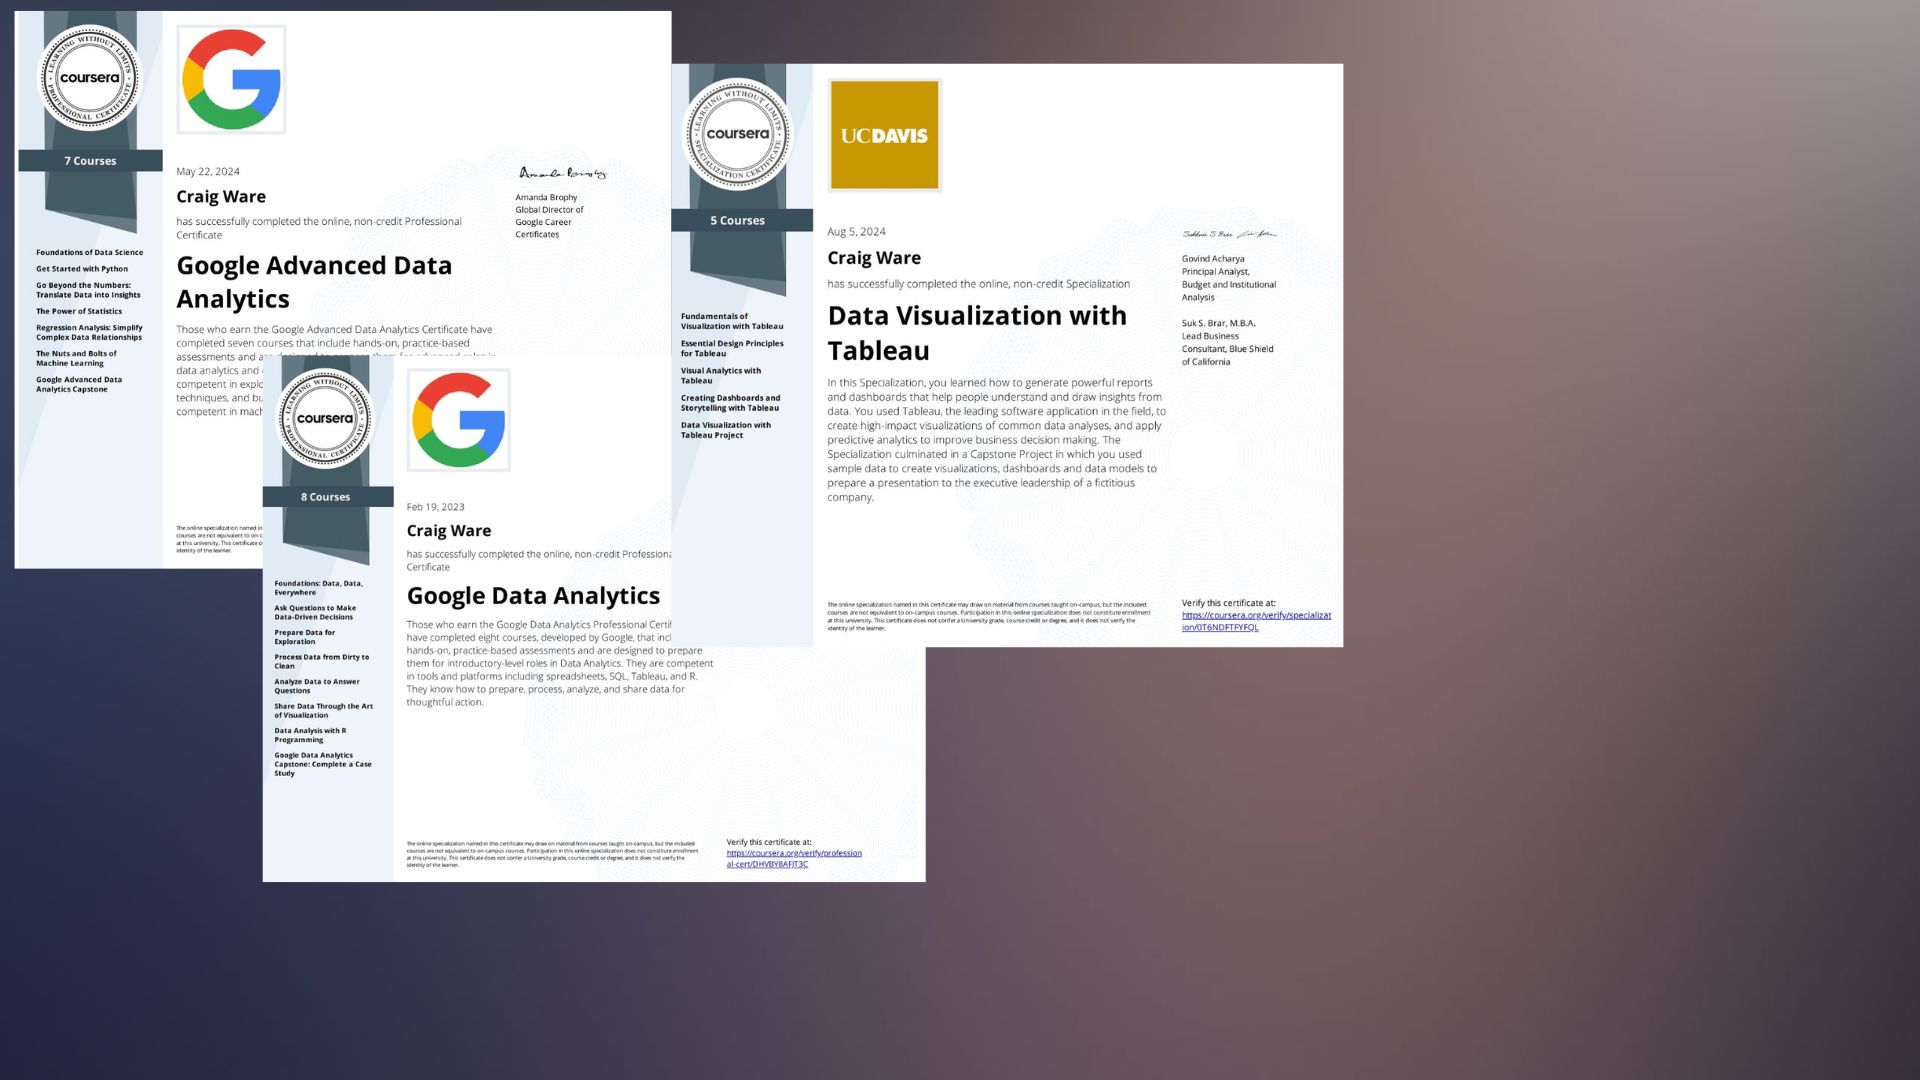 LEARNING WITHOUT LIMITS
coursera
PROFESSIONAL CERTIFICATE
7 Courses
Foundations of Data Science
Get Started with Python
Go Beyond the Numbers:
Translate Data into Insights
The Power of Statistics
Regression Analysis: Simplify
Complex Data Relationships
The Nuts and Bolts of
Machine Learning
Google Advanced Data
Analytics Capstone
G
May 22, 2024
Craig Ware
has successfully completed the online, non-credit Professional
Certificate
Google Advanced Data
Analytics
Those who earn the Google Advanced Data Analytics Certificate have
completed seven courses that include hands-on, practice-based
assessments and
data analytics and
competent in
techniques, and
competent in
The online specialization named in
courses are not equivalent to
at this university. This certificate
identity of the learner.
Amanda Brophy
Amanda Brophy
Global Director of
Google Career
Certificates
LEARNING WITHOUT LIMITS
coursera
SPECIALIZATION CERTIFICATE
5 Courses
Fundamentals of
Visualization with Tableau
Essential Design Principles
for Tableau
Visual Analytics with
Tableau
Creating Dashboards and
Storytelling with Tableau
Data Visualization with
Tableau Project
UCDAVIS
Aug 5, 2024
Craig Ware
has successfully completed the online, non-credit Specialization
Data Visualization with
Tableau
In this Specialization, you learned how to generate powerful reports
and dashboards that help people understand and draw insights from
data. You used Tableau, the leading software application in the field, to
create high-impact visualizations of common data analyses, and apply
predictive analytics to improve business decision making. The
Specialization culminated in a Capstone Project in which you used
sample data to create visualizations, dashboards and data models to
prepare a presentation to the executive leadership of a fictitious
company.
The online specialization named in this certificate may draw on material from courses taught on-campus, but the included
courses are not equivalent to on-campus courses. Participation in this online specialization does not constitute enrollment
at this university. This certificate does not confer a University grade, course credit or degree, and it does not verify the
identity of the learner.
Govind Acharya
Principal Analyst,
Budget and Institutional
Analysis
Suk S. Brar, M.B.A.
Lead Business
Consultant, Blue Shield
of California
Verify this certificate at:
https://coursera.org/verify/specializat
ion/0T6NDFTFYFQL
LEARNING WITHOUT LIMITS
coursera
PROFESSIONAL CERTIFICATE
8 Courses
Foundations: Data, Data,
Everywhere
Ask Questions to Make
Data-Driven Decisions
Prepare Data for
Exploration
Process Data from Dirty to
Clean
Analyze Data to Answer
Questions
Share Data Through the Art
of Visualization
Data Analysis with R
Programming
Google Data Analytics
Capstone: Complete a Case
Study
G
Feb 19, 2023
Craig Ware
has successfully completed the online, non-credit
Certificate
Google Data Analytics
Those who earn the Google Data Analytics Professional
have completed eight courses, developed by Google, that
hands-on, practice-based assessments and are designed to prepare
them for introductory-level roles in Data Analytics. They are competent
in tools and platforms including spreadsheets, SQL, Tableau, and R.
They know how to prepare, process, analyze, and share data for
thoughtful action.
The online specialization named in this certificate may draw on material from courses taught on-campus, but the included
courses are not equivalent to on-campus courses. Participation in this online specialization does not constitute enrollment
at this university. This certificate does not confer a University grade, course credit or degree, and it does not verify the
identity of the learner.
Verify this certificate at:
https://coursera.org/verify/profession
al-cert/DHVBY8AFJT3C